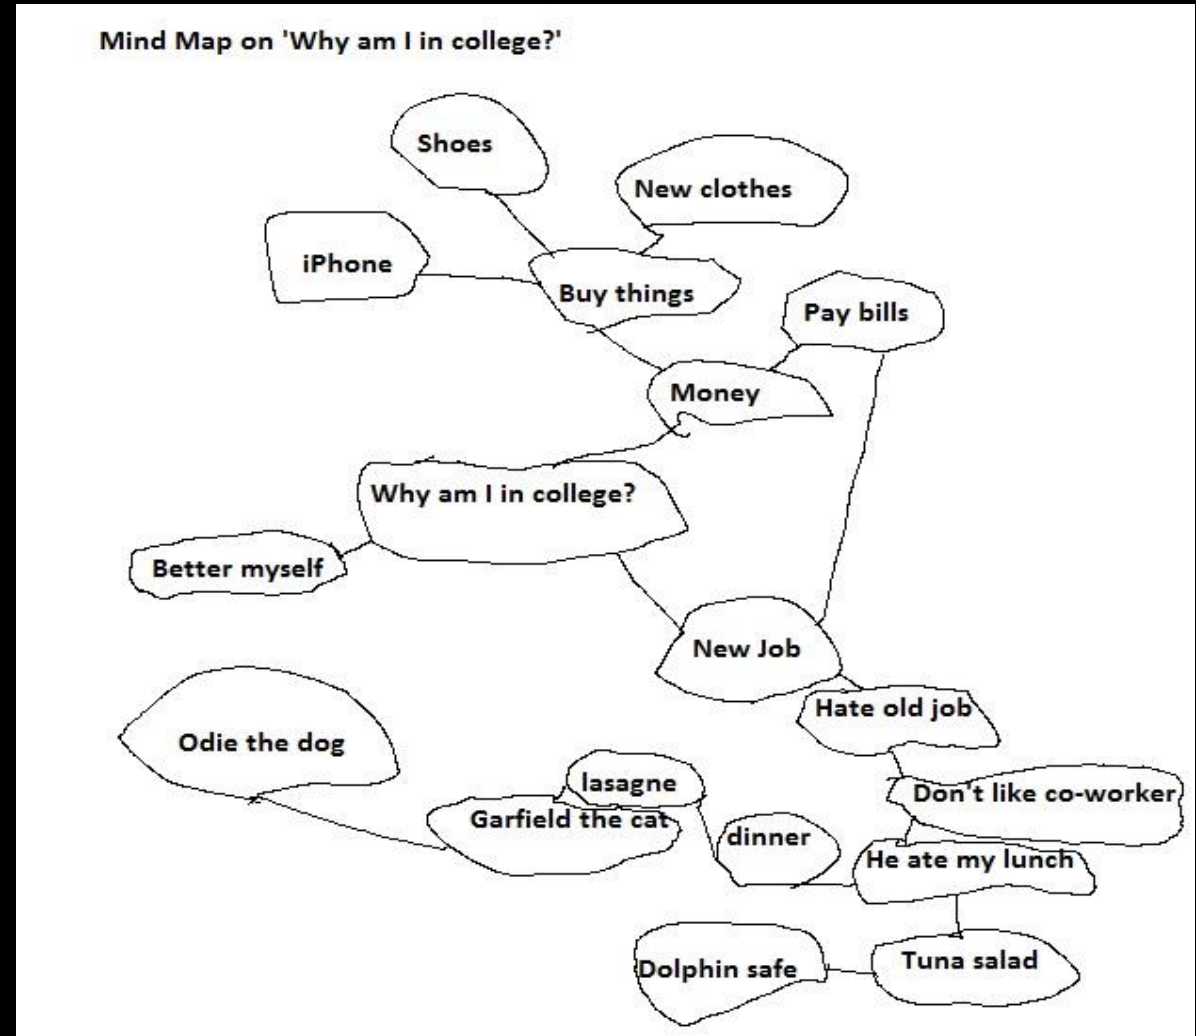 Mind Map on 'Why am I in college?'
Shoes
New clothes
iPhone
Buy things
Pay bills
Money
Why am I in college?
Better myself
New Job
Hate old job
Odie the dog
lasagne
Don't like co-worker
Garfield the cat
dinner
He ate my lunch
Tuna salad
Dolphin safe